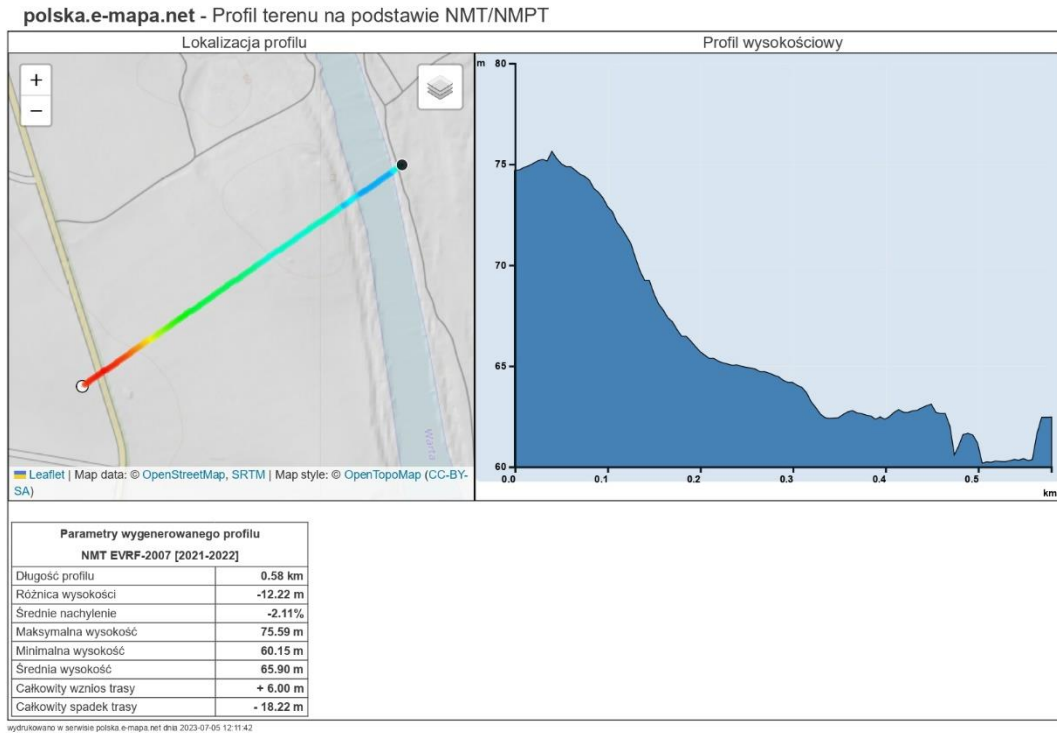 polska.e-mapa.net - Profil terenu na podstawie NMT/NMPT
Lokalizacja profilu
Profil wysokościowy
+
−
Warta
Leaflet | Map data: © OpenStreetMap, SRTM | Map style: © OpenTopoMap (CC-BY-
SA)
m
80
75
70
65
60
0.0 0.1 0.2 0.3 0.4 0.5
km
Parametry wygenerowanego profilu
NMT EVRF-2007 [2021-2022]
Długość profilu 0.58 km
Różnica wysokości -12.22 m
Średnie nachylenie -2.11%
Maksymalna wysokość 75.59 m
Minimalna wysokość 60.15 m
Średnia wysokość 65.90 m
Całkowity wznios trasy + 6.00 m
Całkowity spadek trasy - 18.22 m
wydrukowano w serwisie polska.e-mapa.net dnia 2023-07-05 12:11:42